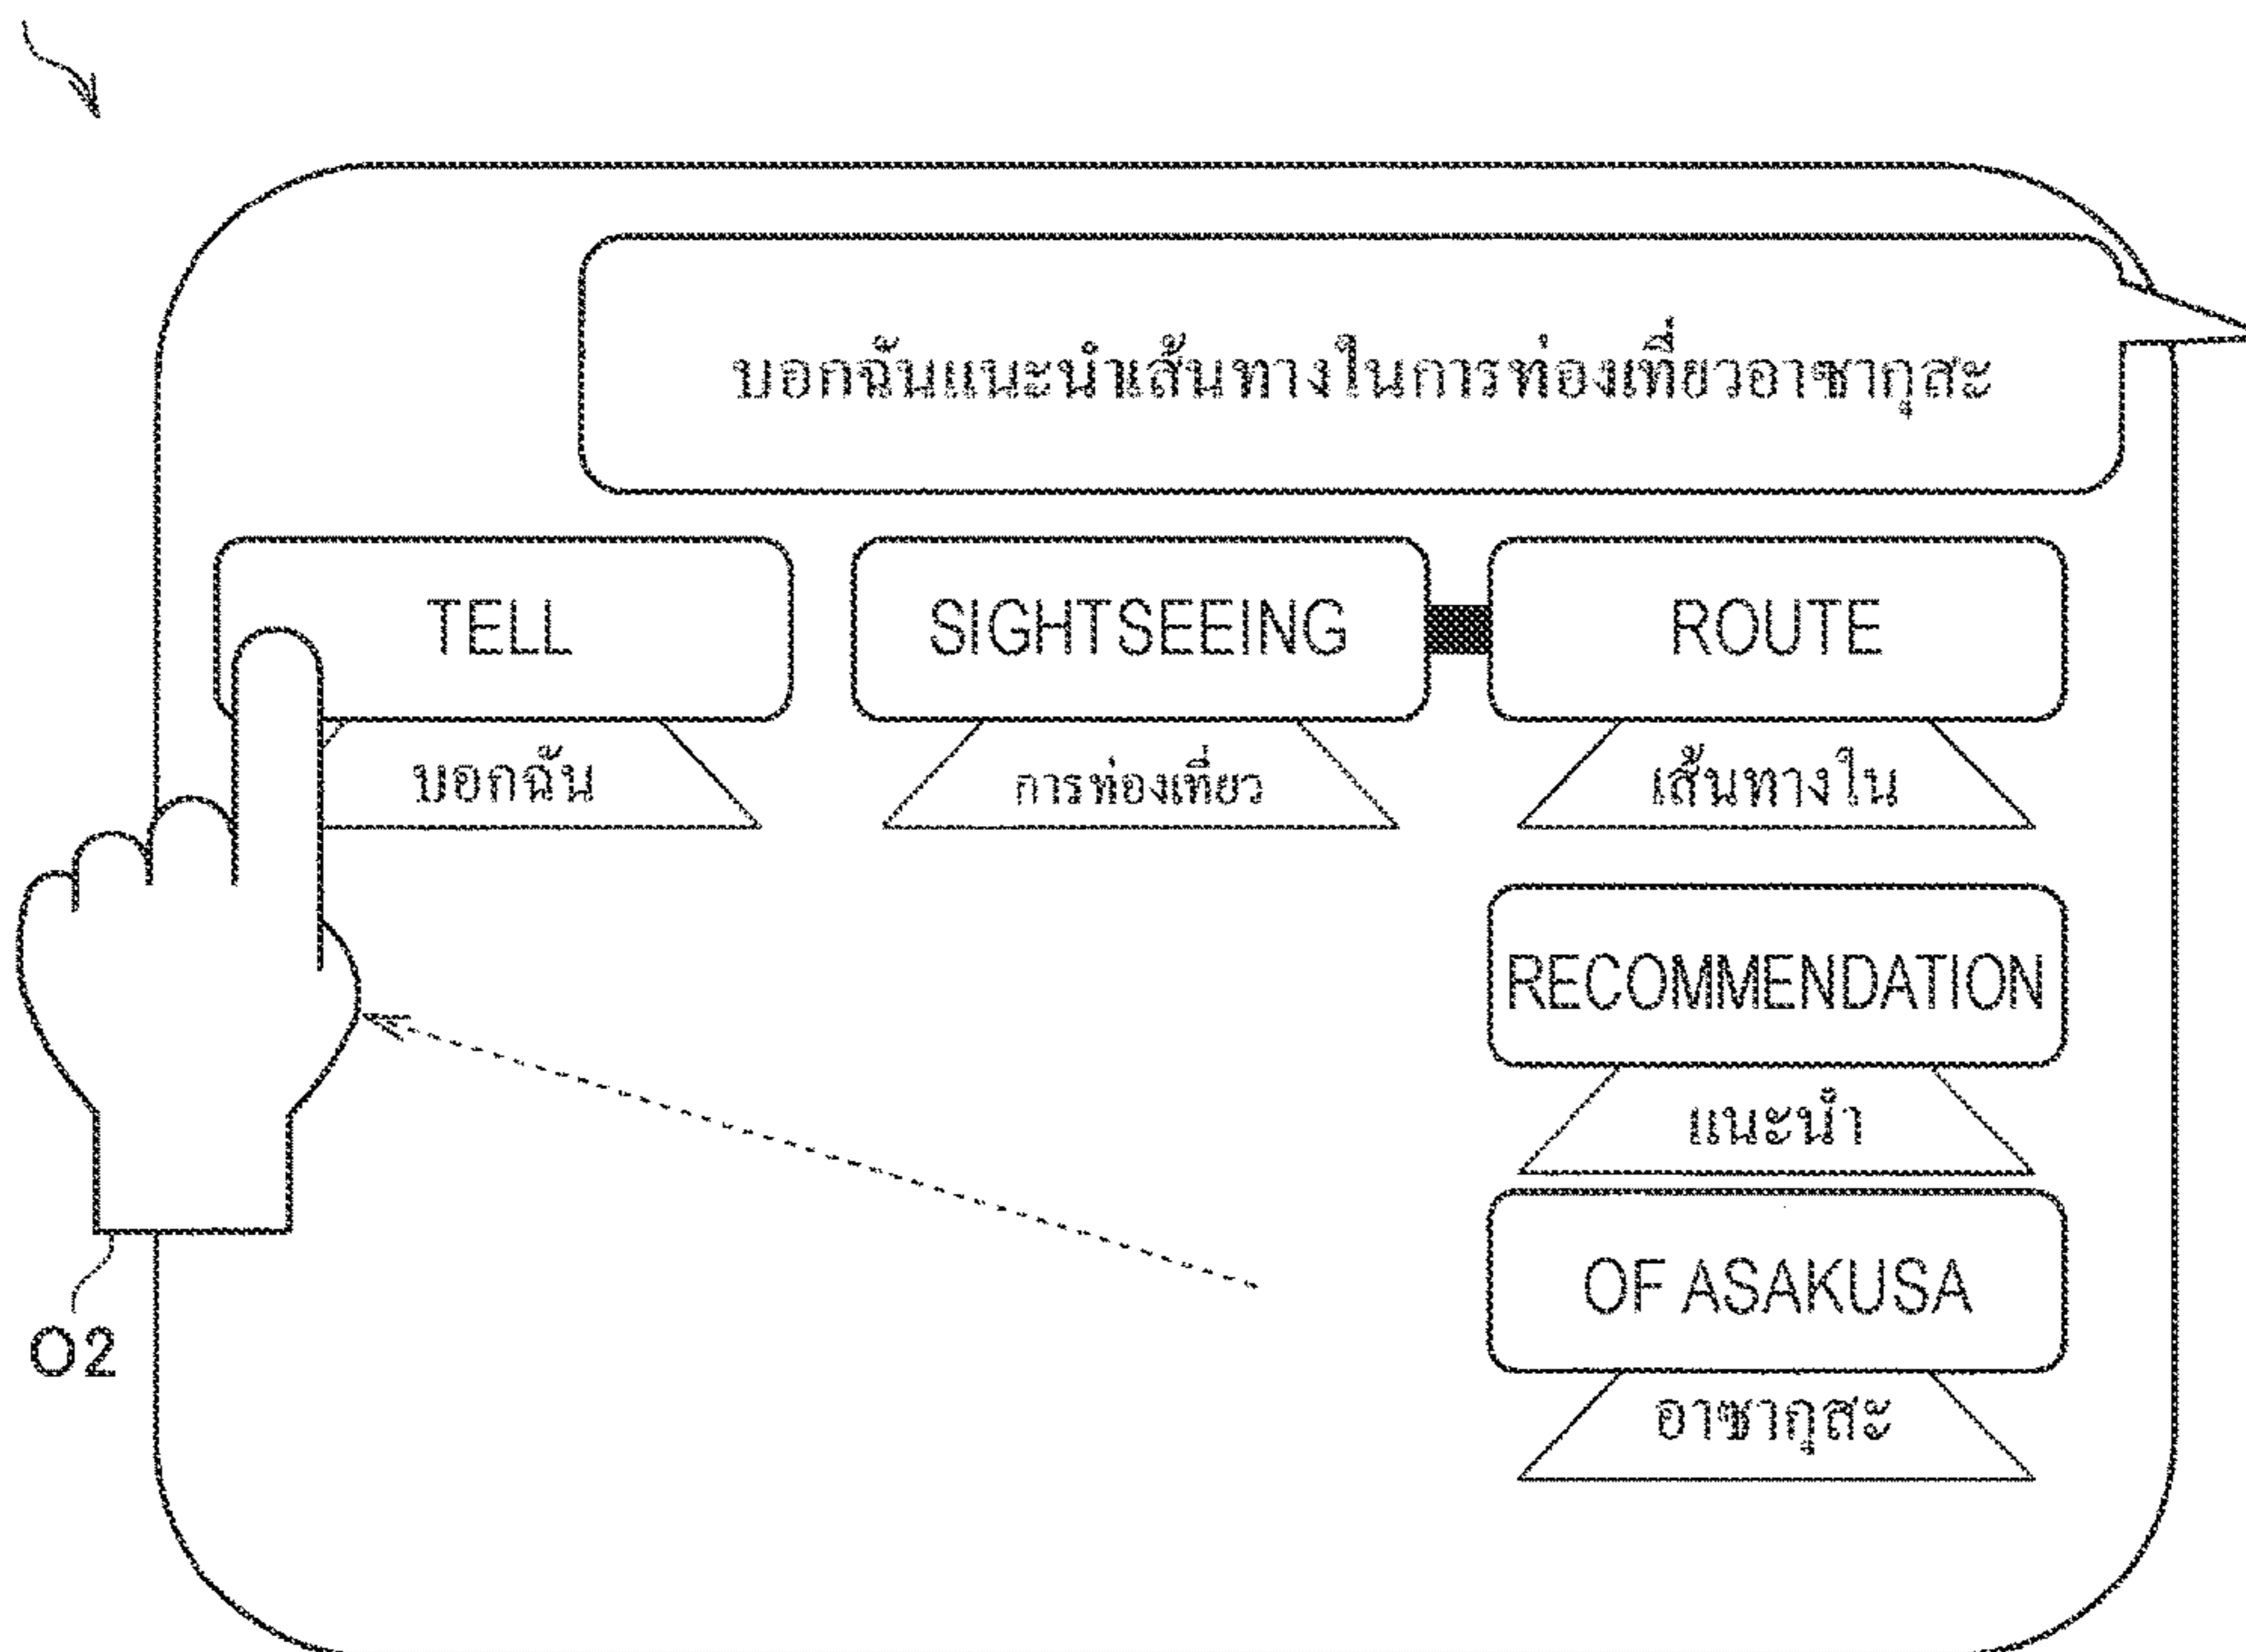 บอกฉันแนะนำเส้นทางในการท่องเที่ยวอาซากุสะ
TELL SIGHTSEEING ROUTE
บอกฉัน การท่องเที่ยว เส้นทางใน
RECOMMENDATION
แนะนำ
OF ASAKUSA
อาซากุสะ
O2